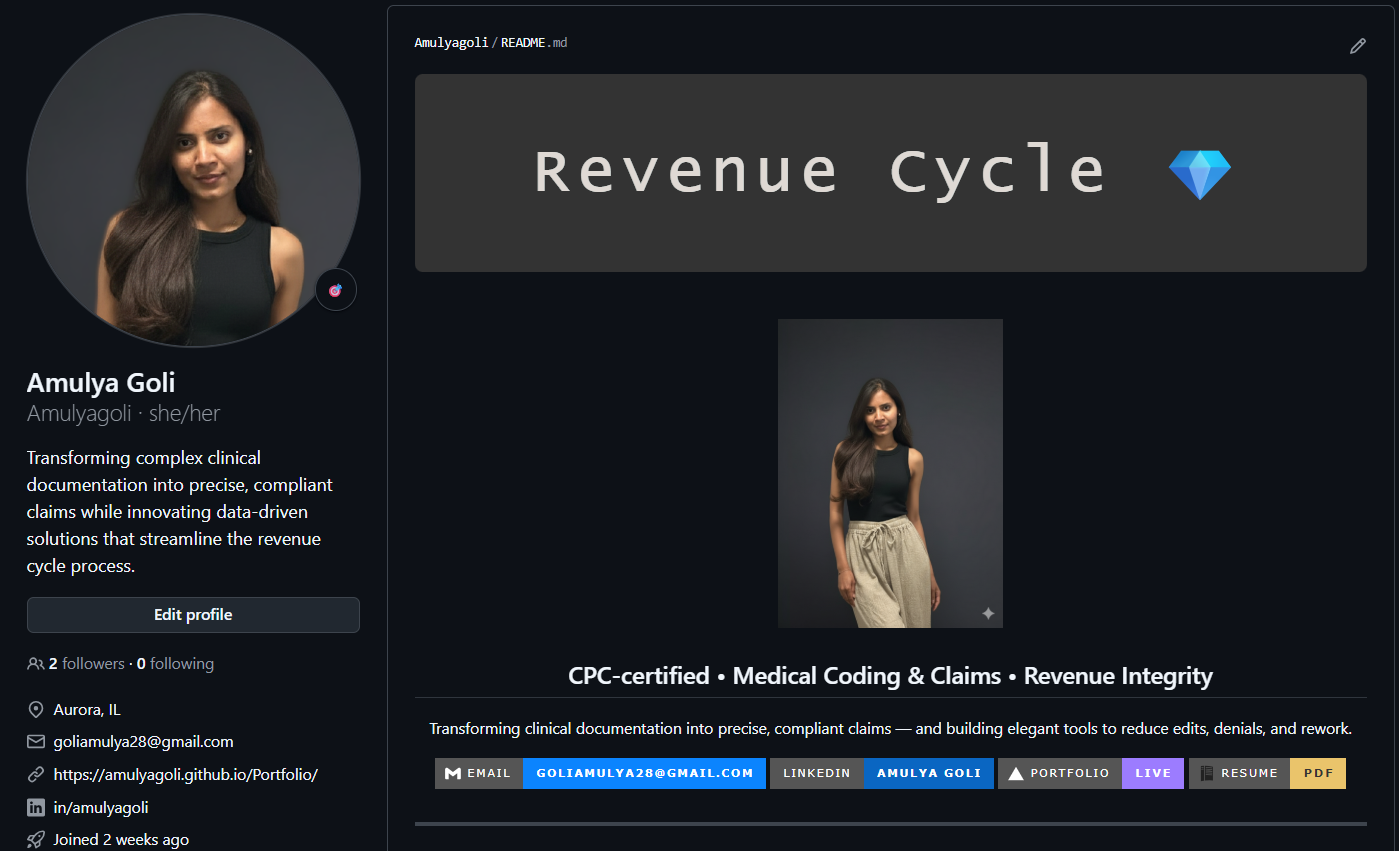 Amulya Goli
Amulyagoli · she/her
Transforming complex clinical
documentation into precise, compliant
claims while innovating data-driven
solutions that streamline the revenue
cycle process.
Edit profile
2 followers · 0 following
Aurora, IL
goliamulya28@gmail.com
https://amulyagoli.github.io/Portfolio/
in/amulyagoli
Joined 2 weeks ago
Amulyagoli/README.md
Revenue Cycle 💎
CPC-certified • Medical Coding & Claims • Revenue Integrity
Transforming clinical documentation into precise, compliant claims — and building elegant tools to reduce edits, denials, and rework.
EMAIL GOLIAMULYA28@GMAIL.COM LINKEDIN AMULYA GOLI PORTFOLIO LIVE RESUME PDF